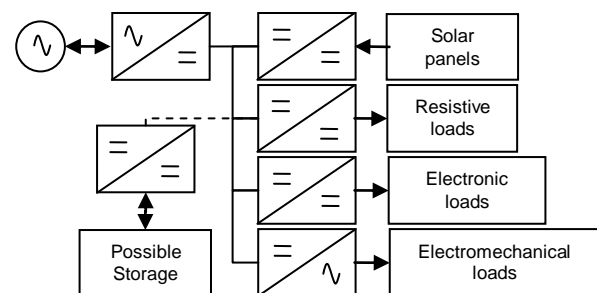 Solar
panels
Resistive
loads
Electronic
loads
Possible
Storage
Electromechanical
loads